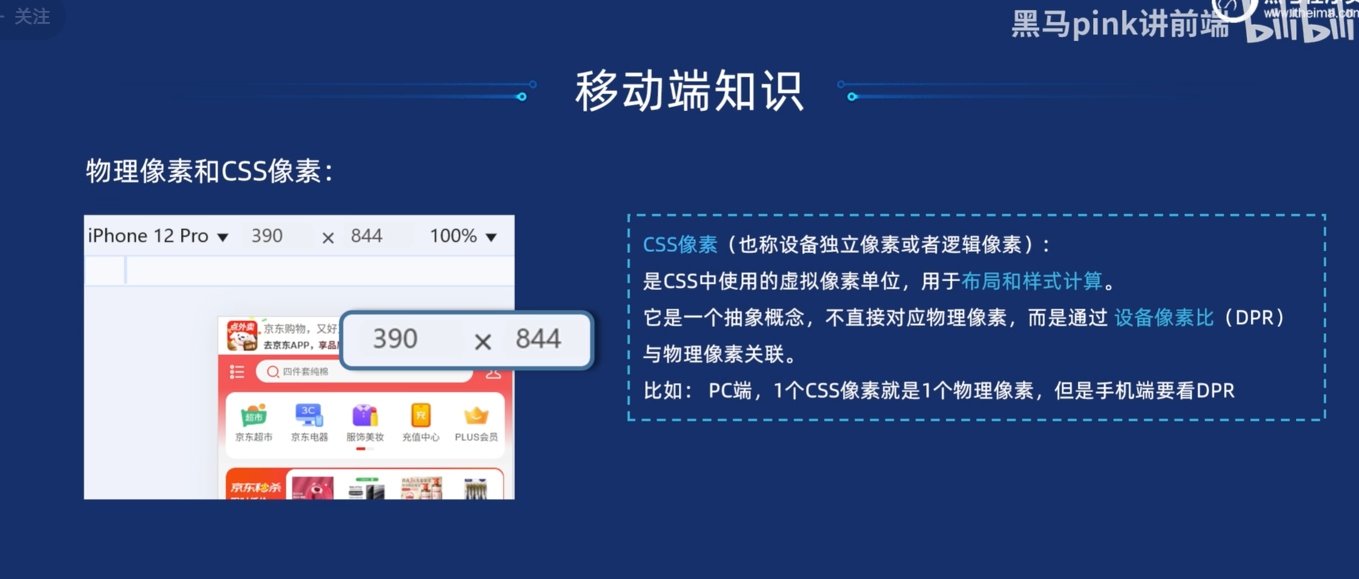 关注
黑马pink讲前端
bilibili
移动端知识
物理像素和CSS像素：
iPhone 12 Pro ▼ 390 × 844 100% ▼
点外卖
京东购物，又好
去京东APP，享品
390 × 844
四件套纯棉
超市 3C 充
京东超市 京东电器 服饰美妆 充值中心 PLUS会员
京东秒杀
CSS像素（也称设备独立像素或者逻辑像素）：
是CSS中使用的虚拟像素单位，用于布局和样式计算。
它是一个抽象概念，不直接对应物理像素，而是通过 设备像素比（DPR）
与物理像素关联。
比如： PC端，1个CSS像素就是1个物理像素，但是手机端要看DPR